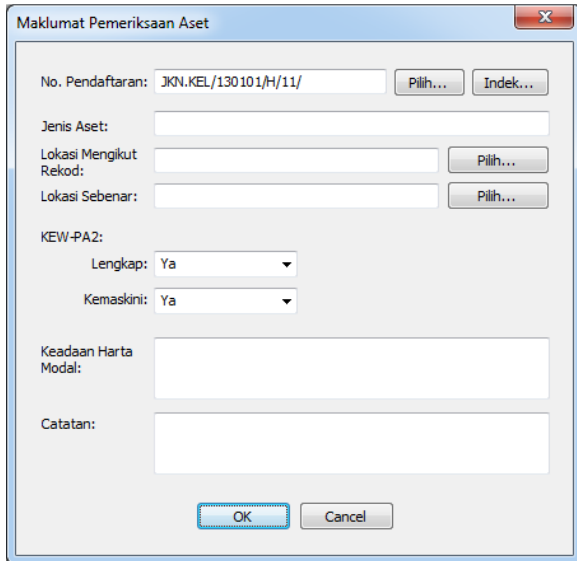 Maklumat Pemeriksaan Aset
No. Pendaftaran: JKN.KEL/130101/H/11/ Pilih... Indek...
Jenis Aset:
Lokasi Mengikut
Rekod: Pilih...
Lokasi Sebenar: Pilih...
KEW-PA2:
Lengkap: Ya
Kemaskini: Ya
Keadaan Harta
Modal:
Catatan:
OK Cancel